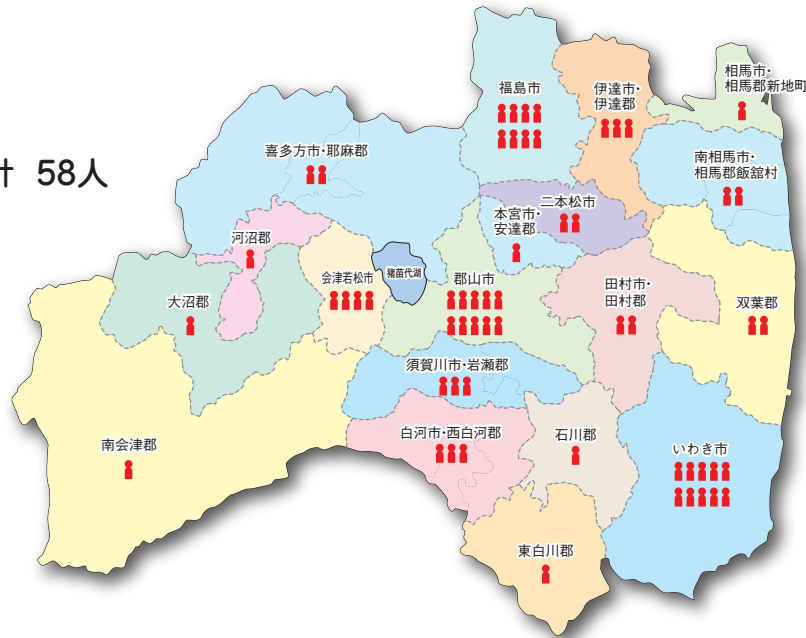 計 58人
福島市
伊達市・
伊達郡
相馬市・
相馬郡新地町
喜多方市・耶麻郡
南相馬市・
相馬郡飯舘村
二本松市
本宮市・
安達郡
河沼郡
会津若松市
猪苗代湖
郡山市
田村市・
田村郡
大沼郡
双葉郡
須賀川市・岩瀬郡
白河市・西白河郡
石川郡
いわき市
南会津郡
東白川郡